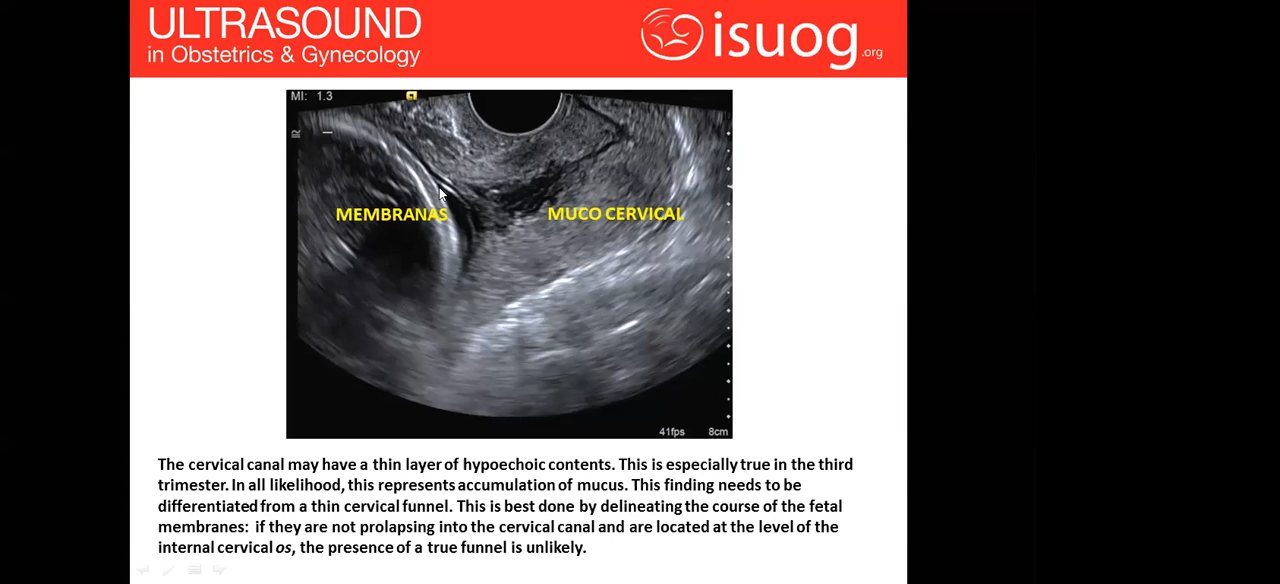 ULTRASOUND
in Obstetrics & Gynecology
isuog.org
MI: 1.3
MEMBRANAS
MUCO CERVICAL
41fps 8cm
The cervical canal may have a thin layer of hypoechoic contents. This is especially true in the third
trimester. In all likelihood, this represents accumulation of mucus. This finding needs to be
differentiated from a thin cervical funnel. This is best done by delineating the course of the fetal
membranes: if they are not prolapsing into the cervical canal and are located at the level of the
internal cervical os, the presence of a true funnel is unlikely.